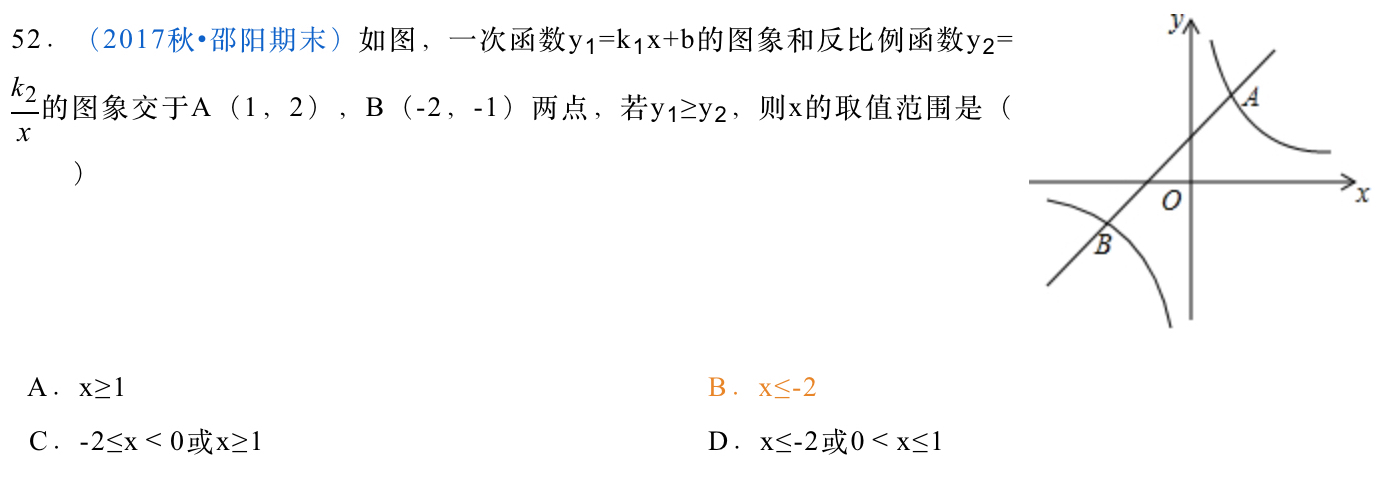 52．（2017秋•邵阳期末）如图，一次函数y₁=k₁x+b的图象和反比例函数y₂=
k₂/x的图象交于A（1，2），B（-2，-1）两点，若y₁≥y₂，则x的取值范围是（
）
y
A
x
O
B
A．x≥1
B．x≤-2
C．-2≤x＜0或x≥1
D．x≤-2或0＜x≤1